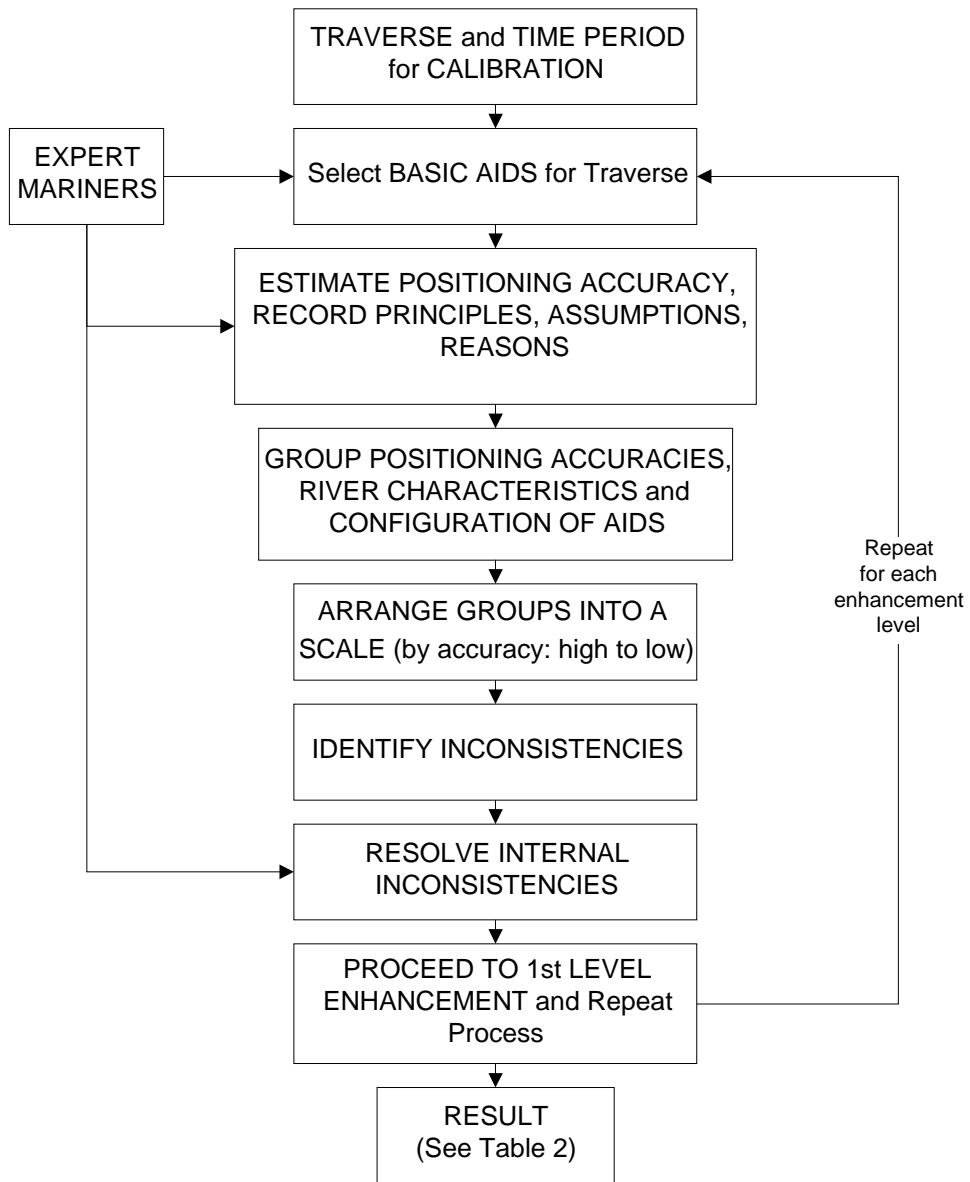 TRAVERSE and TIME PERIOD
for CALIBRATION
EXPERT
MARINERS
Select BASIC AIDS for Traverse
ESTIMATE POSITIONING ACCURACY,
RECORD PRINCIPLES, ASSUMPTIONS,
REASONS
GROUP POSITIONING ACCURACIES,
RIVER CHARACTERISTICS and
CONFIGURATION OF AIDS
Repeat
for each
enhancement
level
ARRANGE GROUPS INTO A
SCALE (by accuracy: high to low)
IDENTIFY INCONSISTENCIES
RESOLVE INTERNAL
INCONSISTENCIES
PROCEED TO 1st LEVEL
ENHANCEMENT and Repeat
Process
RESULT
(See Table 2)